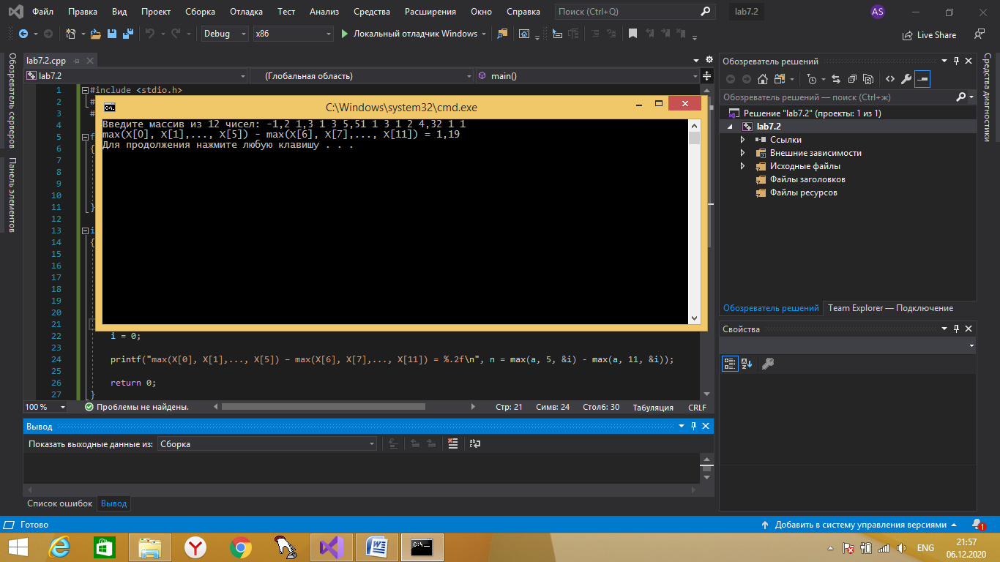 Файл Правка Вид Проект Сборка Отладка Тест Анализ Средства Расширения Окно Справка Поиск (Ctrl+Q) lab7.2 AS
Debug x86 Локальный отладчик Windows Live Share
Обозреватель серверов
Панель элементов
lab7.2.cpp
lab7.2 (Глобальная область) main()
1 #include <stdio.h>
2 #
3 #
4
5 f
6 {
7
8
9
10
11 }
12
13 i
14 {
15
16
17
18
19
20
21
22 i = 0;
23
24 printf("max(X[0], X[1],..., X[5]) – max(X[6], X[7],..., X[11]) = %.2f\n", n = max(a, 5, &i) - max(a, 11, &i));
25
26 return 0;
27 }
C:\Windows\system32\cmd.exe
Введите массив из 12 чисел: -1,2 1,3 1 3 5,51 1 3 1 2 4,32 1 1
max(X[0], X[1],..., X[5]) - max(X[6], X[7],..., X[11]) = 1,19
Для продолжения нажмите любую клавишу . . .
100 % Проблемы не найдены. Стр: 21 Симв: 24 Столб: 30 Табуляция CRLF
Вывод
Показать выходные данные из: Сборка
Список ошибок Вывод
Обозреватель решений
Обозреватель решений — поиск (Ctrl+ж)
Решение "lab7.2" (проекты: 1 из 1)
lab7.2
Ссылки
Внешние зависимости
Исходные файлы
Файлы заголовков
Файлы ресурсов
Обозреватель решений Team Explorer — Подключение
Свойства
Средства диагностики
Готово Добавить в систему управления версиями 1
ENG 21:57
06.12.2020